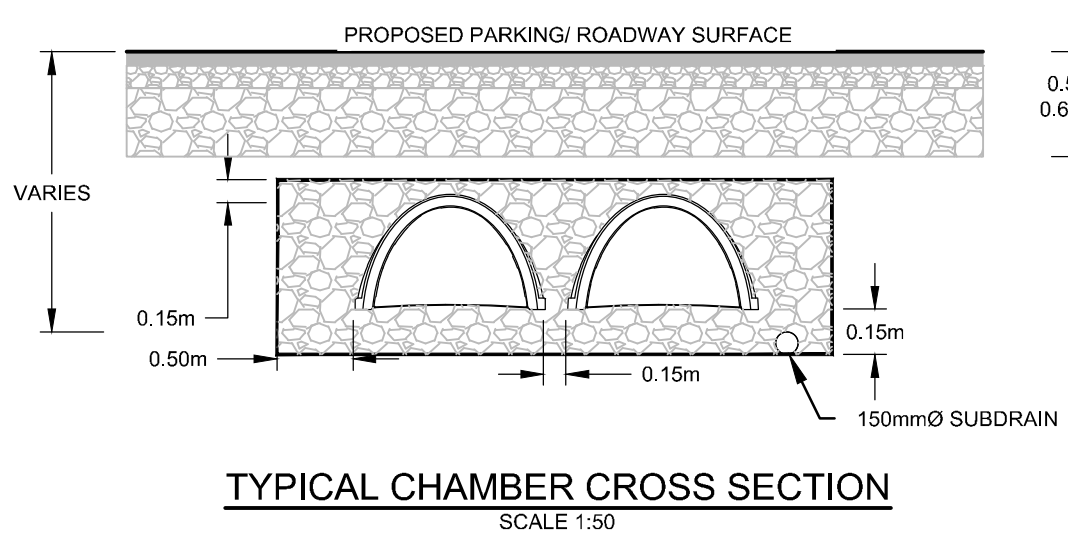 PROPOSED PARKING/ ROADWAY SURFACE
VARIES
0.15m
0.50m
0.15m
0.15m
150mmØ SUBDRAIN
TYPICAL CHAMBER CROSS SECTION
SCALE 1:50